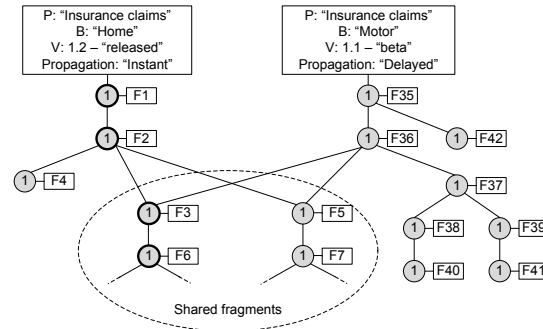 P: “Insurance claims”
B: “Home”
V: 1.2 – “released”
Propagation: “Instant”
P: “Insurance claims”
B: “Motor”
V: 1.1 – “beta”
Propagation: “Delayed”
1 F1
1 F35
1 F2
1 F36
1 F42
1 F4
1 F37
1 F3
1 F5
1 F38
1 F39
1 F6
1 F7
1 F40
1 F41
Shared fragments